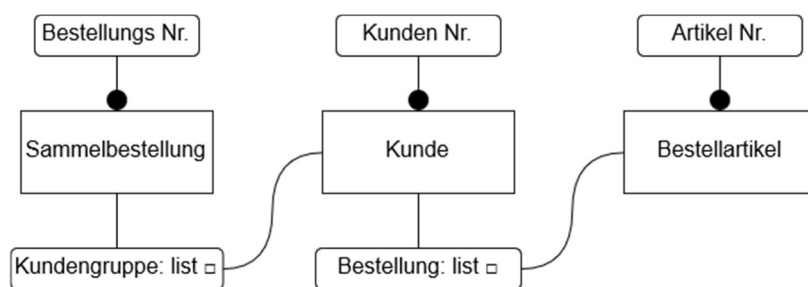 Bestellungs Nr.
Kunden Nr.
Artikel Nr.
Sammelbestellung
Kunde
Bestellartikel
Kundengruppe: list □
Bestellung: list □